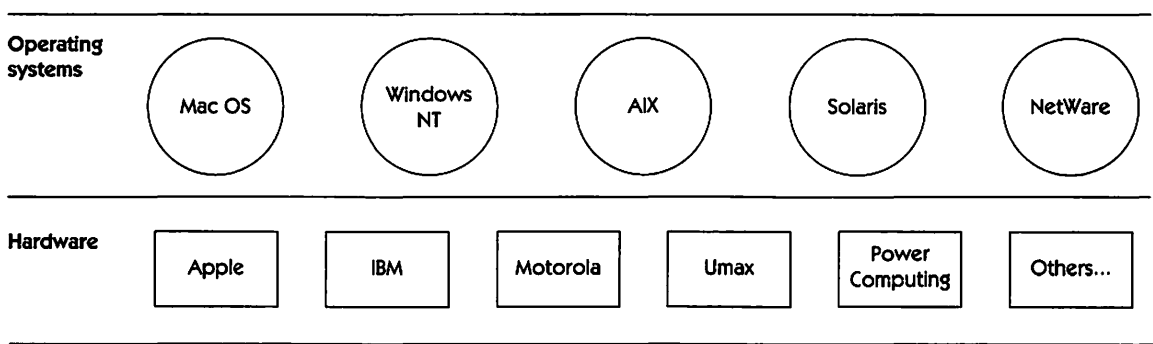 Operating
systems
Mac OS
Windows
NT
AIX
Solaris
NetWare
Hardware
Apple
IBM
Motorola
Umax
Power
Computing
Others...